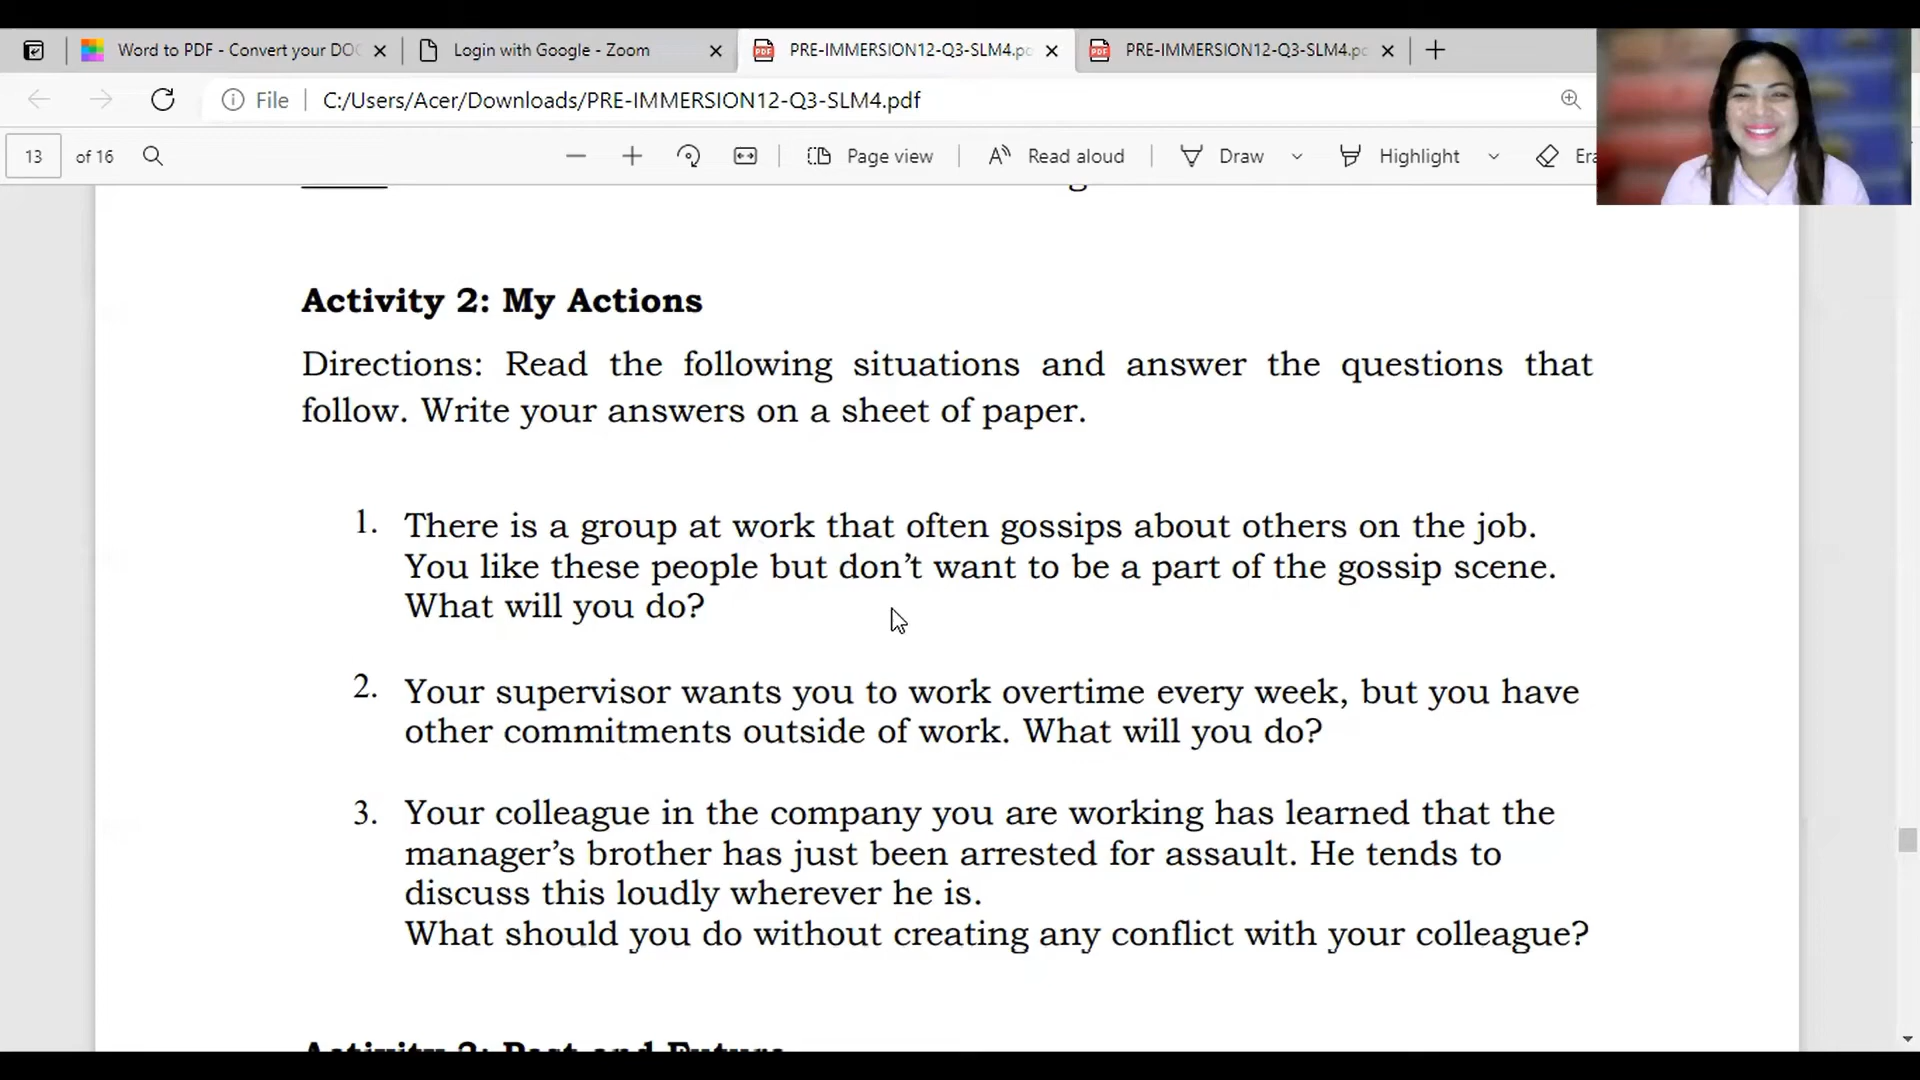 Word to PDF - Convert your DO
Login with Google - Zoom
PRE-IMMERSION12-Q3-SLM4.p
PRE-IMMERSION12-Q3-SLM4.p
File
C:/Users/Acer/Downloads/PRE-IMMERSION12-Q3-SLM4.pdf
13 of 16
Page view
Read aloud
Draw
Highlight
Era
Activity 2: My Actions
Directions: Read the following situations and answer the questions that
follow. Write your answers on a sheet of paper.
1. There is a group at work that often gossips about others on the job.
You like these people but don't want to be a part of the gossip scene.
What will you do?
2. Your supervisor wants you to work overtime every week, but you have
other commitments outside of work. What will you do?
3. Your colleague in the company you are working has learned that the
manager's brother has just been arrested for assault. He tends to
discuss this loudly wherever he is.
What should you do without creating any conflict with your colleague?